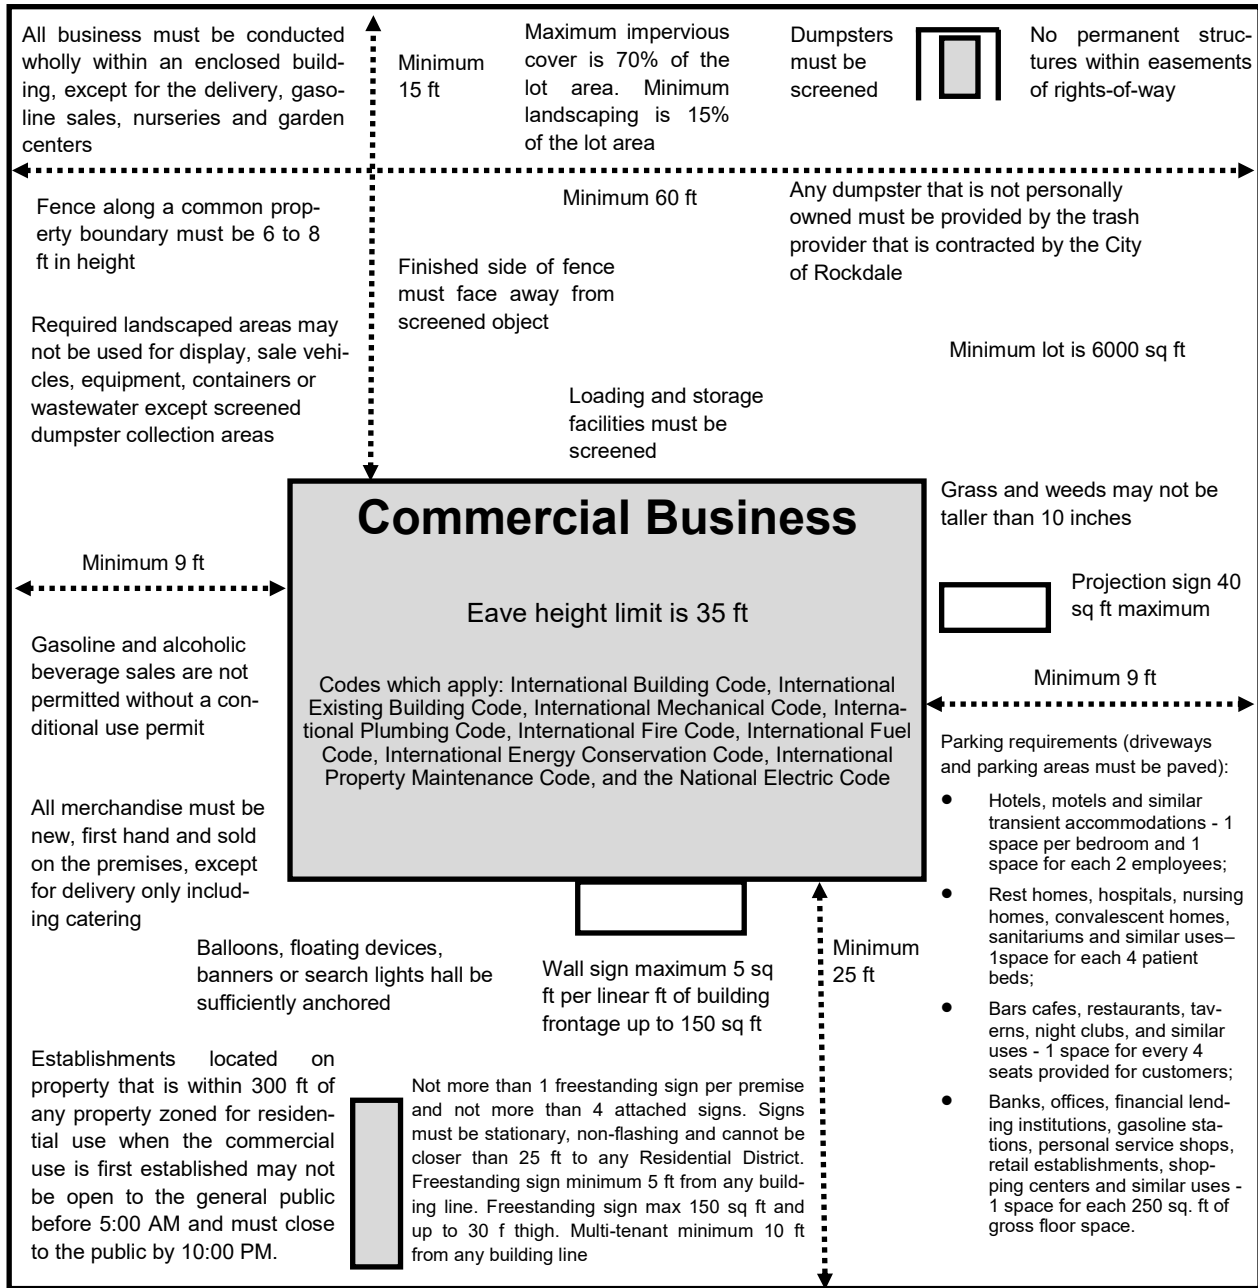 All business must be conducted
wholly within an enclosed build-
ing, except for the delivery, gaso-
line sales, nurseries and garden
centers
Minimum
15 ft
Maximum impervious
cover is 70% of the
lot area. Minimum
landscaping is 15%
of the lot area
Dumpsters
must be
screened
No permanent struc-
tures within easements
of rights-of-way
Minimum 60 ft
Fence along a common prop-
erty boundary must be 6 to 8
ft in height
Finished side of fence
must face away from
screened object
Any dumpster that is not personally
owned must be provided by the trash
provider that is contracted by the City
of Rockdale
Required landscaped areas may
not be used for display, sale vehi-
cles, equipment, containers or
wastewater except screened
dumpster collection areas
Minimum lot is 6000 sq ft
Loading and storage
facilities must be
screened
Commercial Business
Eave height limit is 35 ft
Codes which apply: International Building Code, International
Existing Building Code, International Mechanical Code, Interna-
tional Plumbing Code, International Fire Code, International Fuel
Code, International Energy Conservation Code, International
Property Maintenance Code, and the National Electric Code
Grass and weeds may not be
taller than 10 inches
Minimum 9 ft
Projection sign 40
sq ft maximum
Gasoline and alcoholic
beverage sales are not
permitted without a con-
ditional use permit
Minimum 9 ft
All merchandise must be
new, first hand and sold
on the premises, except
for delivery only includ-
ing catering
Parking requirements (driveways
and parking areas must be paved):
● Hotels, motels and similar
transient accommodations - 1
space per bedroom and 1
space for each 2 employees;
● Rest homes, hospitals, nursing
homes, convalescent homes,
sanitariums and similar uses–
1space for each 4 patient
beds;
● Bars cafes, restaurants, tav-
erns, night clubs, and similar
uses - 1 space for every 4
seats provided for customers;
● Banks, offices, financial lend-
ing institutions, gasoline sta-
tions, personal service shops,
retail establishments, shop-
ping centers and similar uses -
1 space for each 250 sq. ft of
gross floor space.
Balloons, floating devices,
banners or search lights hall be
sufficiently anchored
Wall sign maximum 5 sq
ft per linear ft of building
frontage up to 150 sq ft
Minimum
25 ft
Establishments located on
property that is within 300 ft of
any property zoned for residen-
tial use when the commercial
use is first established may not
be open to the general public
before 5:00 AM and must close
to the public by 10:00 PM.
Not more than 1 freestanding sign per premise
and not more than 4 attached signs. Signs
must be stationary, non-flashing and cannot be
closer than 25 ft to any Residential District.
Freestanding sign minimum 5 ft from any build-
ing line. Freestanding sign max 150 sq ft and
up to 30 f thigh. Multi-tenant minimum 10 ft
from any building line